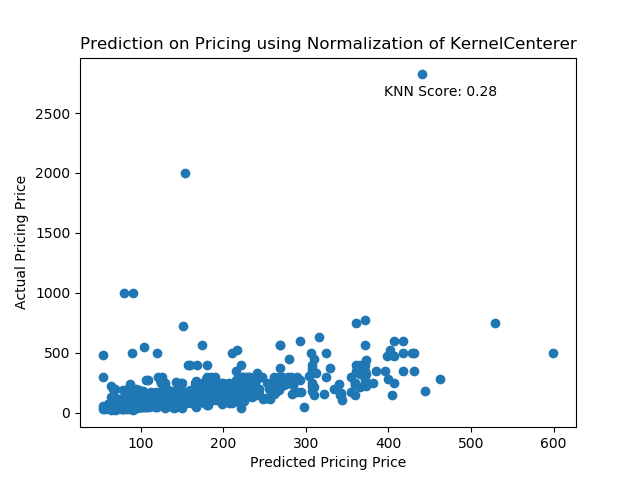 Prediction on Pricing using Normalization of KernelCenterer
KNN Score: 0.28
2500
2000
1500
1000
500
0
Actual Pricing Price
100 200 300 400 500 600
Predicted Pricing Price